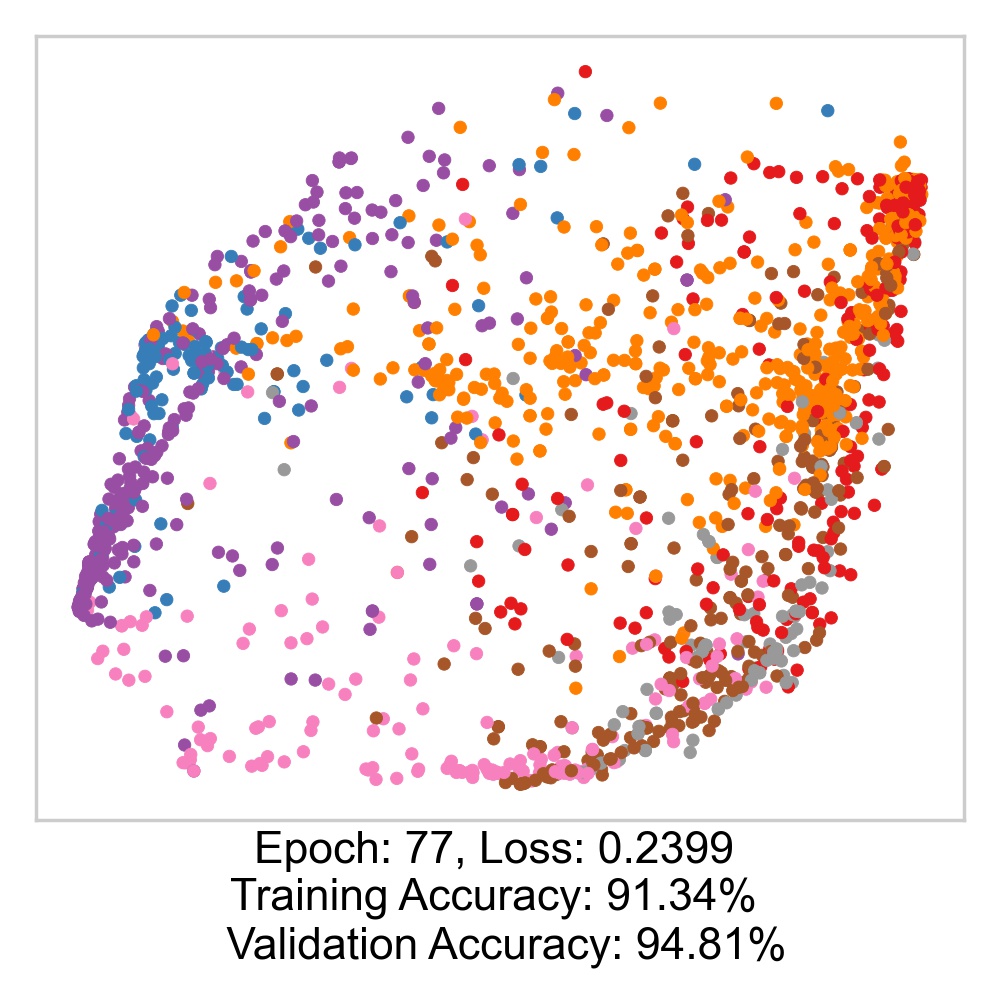 Epoch: 77, Loss: 0.2399
Training Accuracy: 91.34%
Validation Accuracy: 94.81%